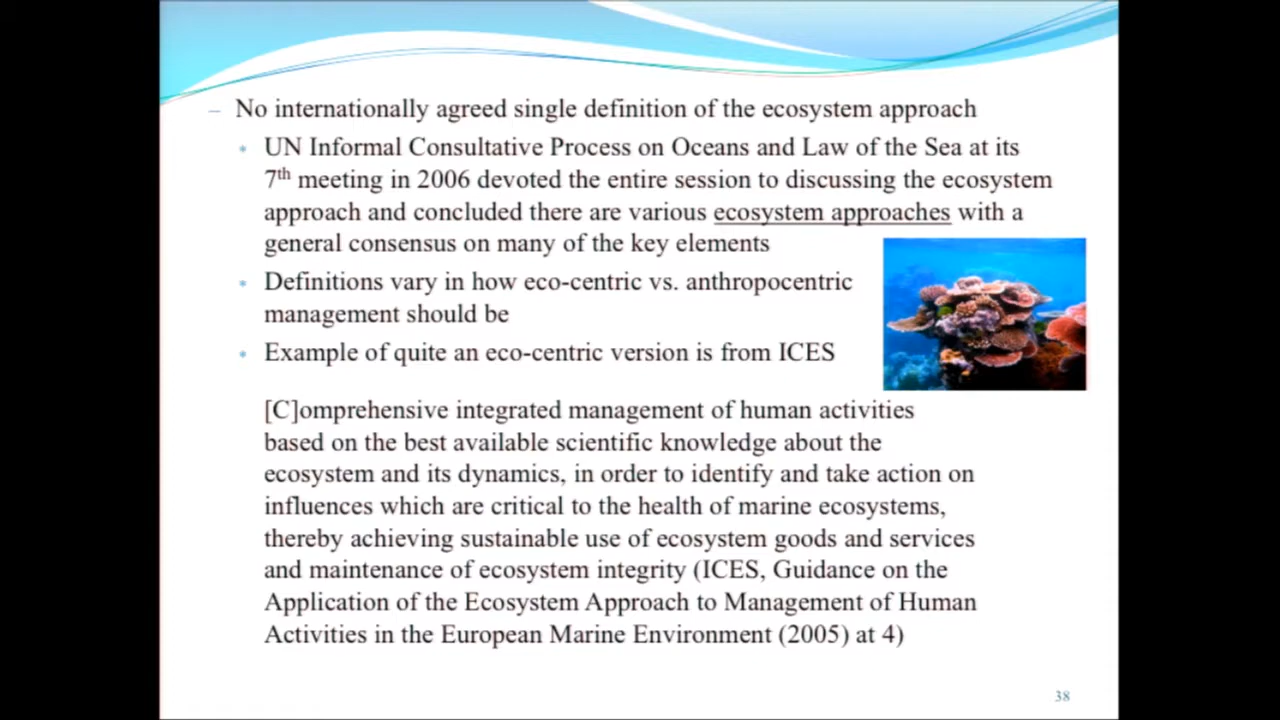 – No internationally agreed single definition of the ecosystem approach
* UN Informal Consultative Process on Oceans and Law of the Sea at its
7th meeting in 2006 devoted the entire session to discussing the ecosystem
approach and concluded there are various ecosystem approaches with a
general consensus on many of the key elements
* Definitions vary in how eco-centric vs. anthropocentric
management should be
* Example of quite an eco-centric version is from ICES
[C]omprehensive integrated management of human activities
based on the best available scientific knowledge about the
ecosystem and its dynamics, in order to identify and take action on
influences which are critical to the health of marine ecosystems,
thereby achieving sustainable use of ecosystem goods and services
and maintenance of ecosystem integrity (ICES, Guidance on the
Application of the Ecosystem Approach to Management of Human
Activities in the European Marine Environment (2005) at 4)
38